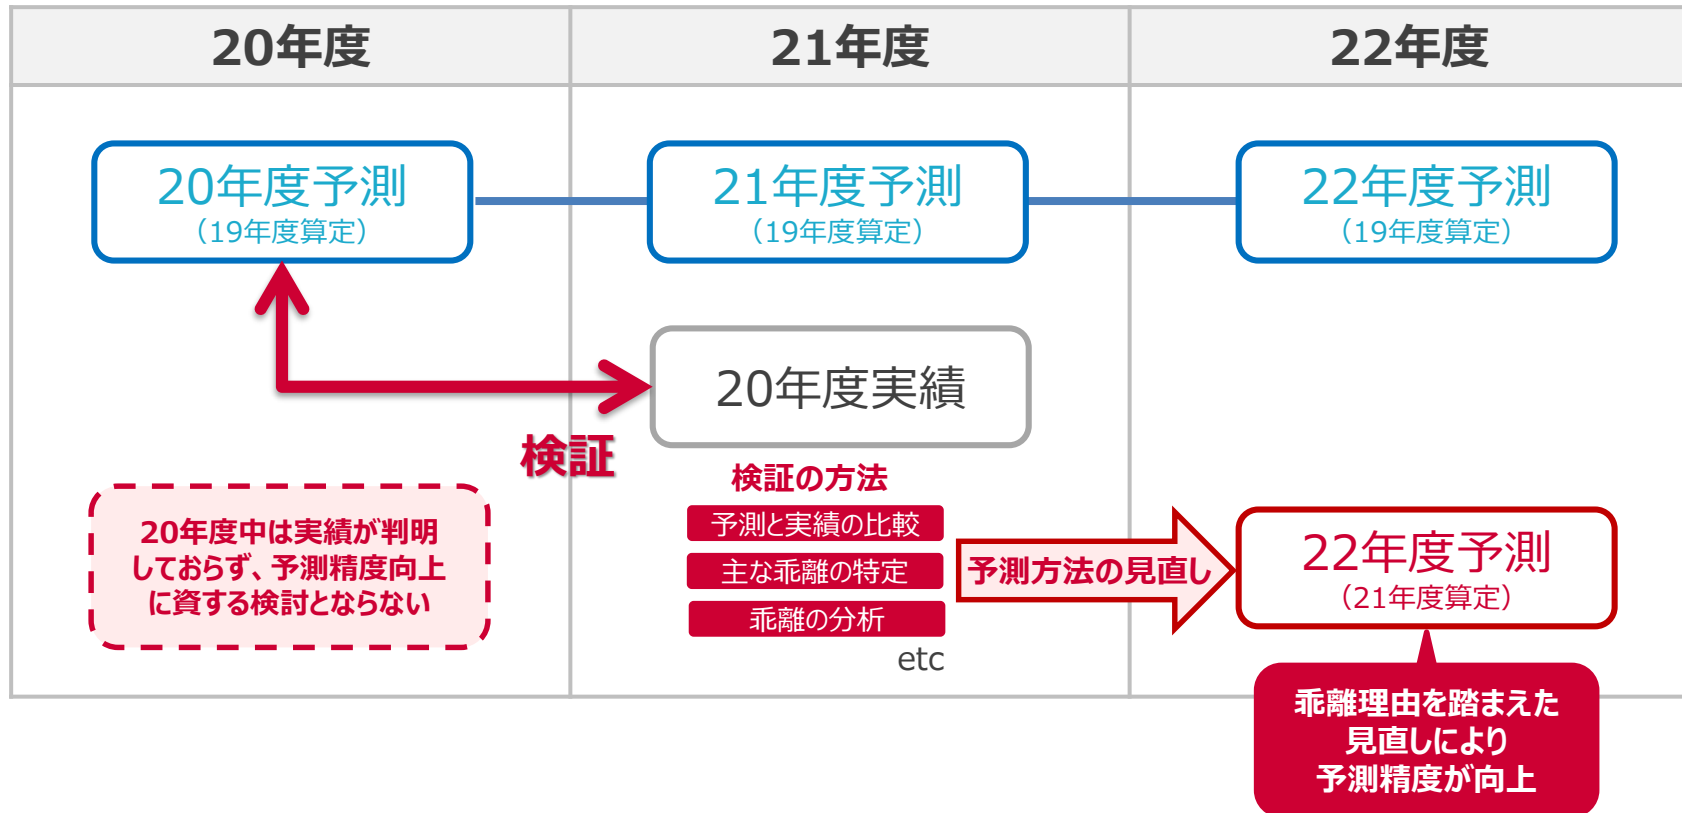 20年度
21年度
22年度
20年度予測
（19年度算定）
21年度予測
（19年度算定）
22年度予測
（19年度算定）
20年度実績
検証
検証の方法
予測と実績の比較
主な乖離の特定
乖離の分析
etc
20年度中は実績が判明
しておらず、予測精度向上
に資する検討とならない
予測方法の見直し
22年度予測
（21年度算定）
乖離理由を踏まえた
見直しにより
予測精度が向上